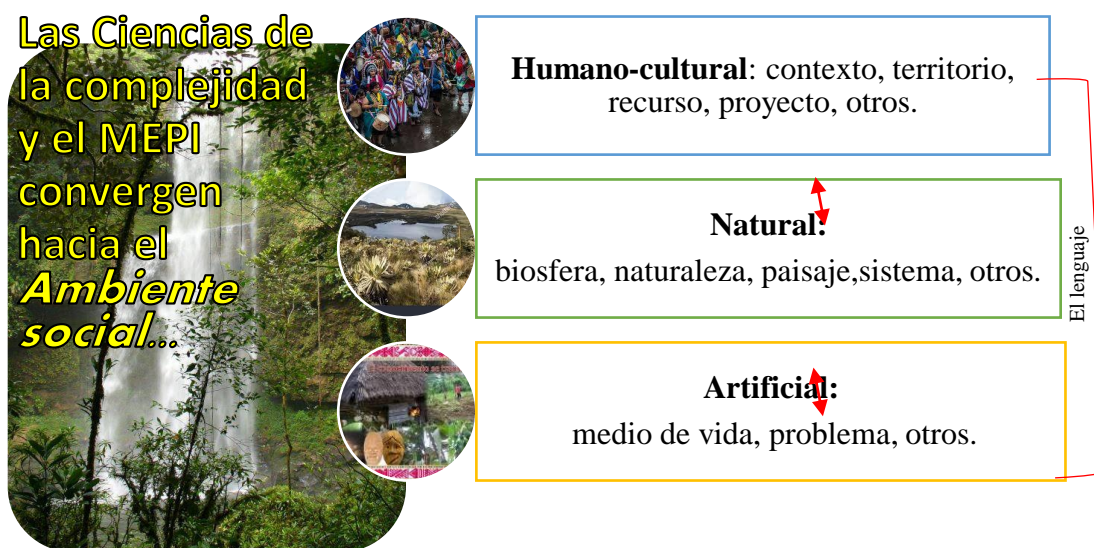 Las Ciencias de
la complejidad
y el MEPI
convergen
hacia el
Ambiente
social...
Humano-cultural: contexto, territorio,
recurso, proyecto, otros.
Natural:
biosfera, naturaleza, paisaje,sistema, otros.
Artificial:
medio de vida, problema, otros.
El lenguaje